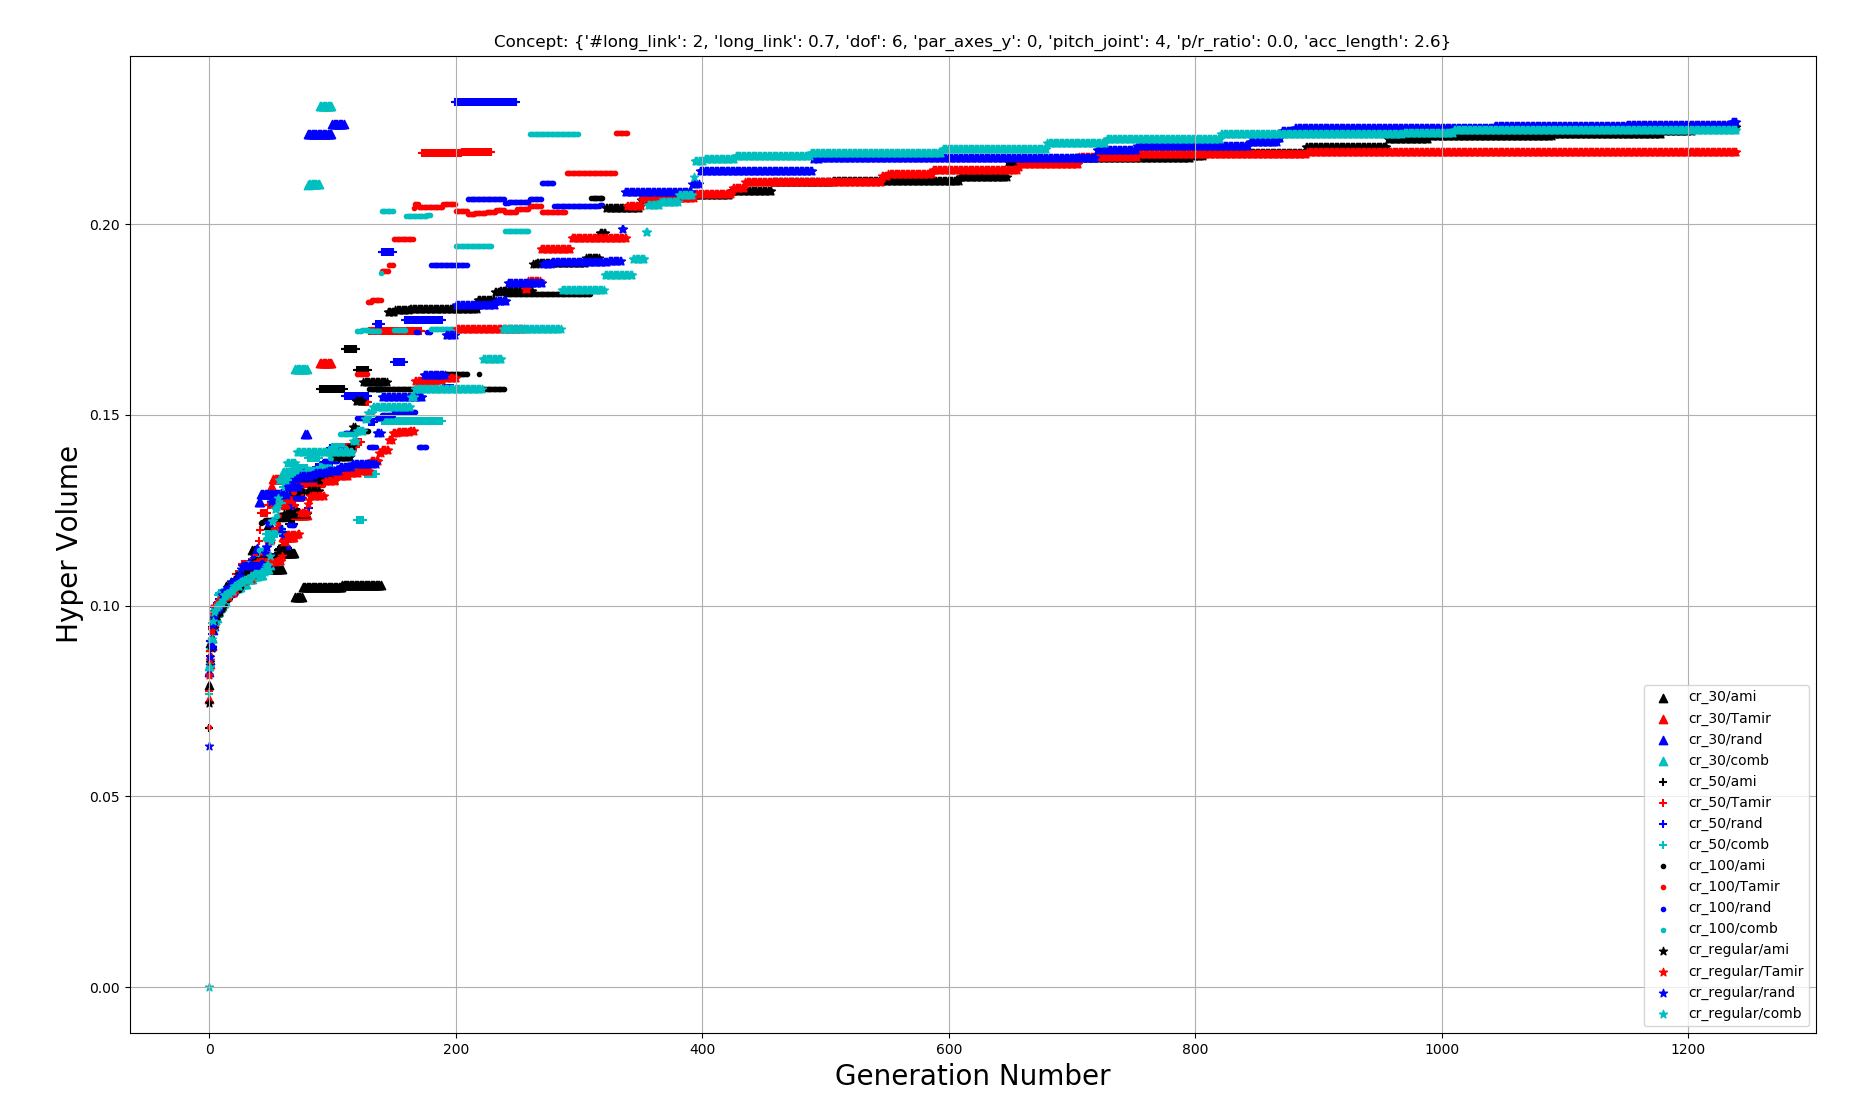 Concept: {'#long_link': 2, 'long_link': 0.7, 'dof': 6, 'par_axes_y': 0, 'pitch_joint': 4, 'p/r_ratio': 0.0, 'acc_length': 2.6}
Hyper Volume
0.20
0.15
0.10
0.05
0.00
cr_30/ami
cr_30/Tamir
cr_30/rand
cr_30/comb
cr_50/ami
cr_50/Tamir
cr_50/rand
cr_50/comb
cr_100/ami
cr_100/Tamir
cr_100/rand
cr_100/comb
cr_regular/ami
cr_regular/Tamir
cr_regular/rand
cr_regular/comb
0 200 400 600 800 1000 1200
Generation Number